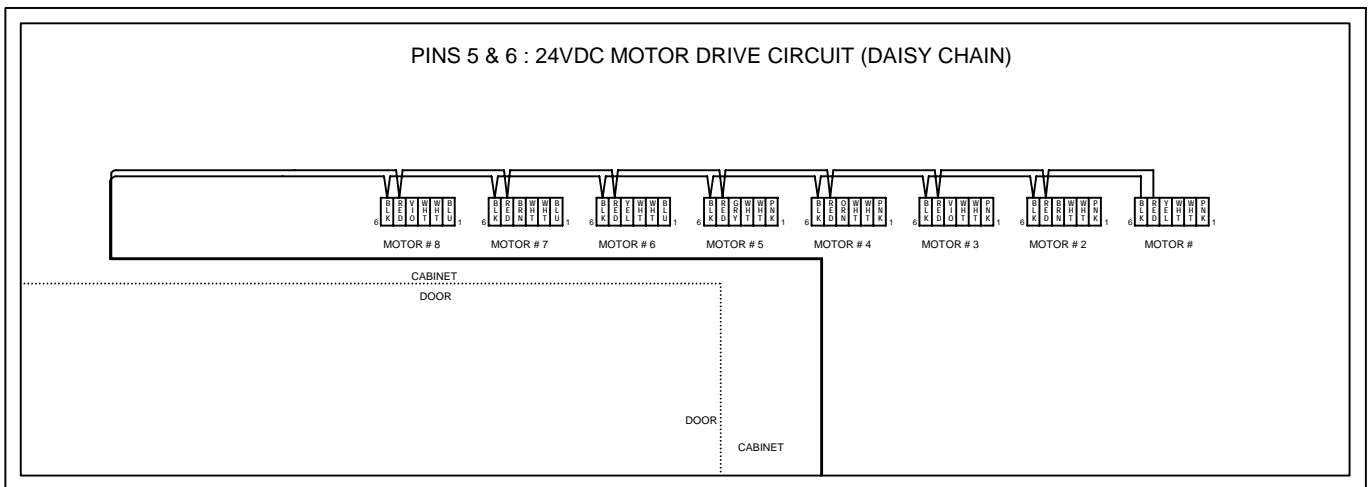 PINS 5 & 6 : 24VDC MOTOR DRIVE CIRCUIT (DAISY CHAIN)
6 BLK RED VIO WHT WHT BLU 1
MOTOR # 8
6 BLK RED BRN WHT WHT BLU 1
MOTOR # 7
6 BLK RED YEL WHT WHT BLU 1
MOTOR # 6
6 BLK RED GRY WHT WHT PNK 1
MOTOR # 5
6 BLK RED ORN WHT WHT PNK 1
MOTOR # 4
6 BLK RED VIO WHT WHT PNK 1
MOTOR # 3
6 BLK RED BRN WHT WHT PNK 1
MOTOR # 2
6 BLK RED YEL WHT WHT PNK 1
MOTOR #
CABINET
DOOR
DOOR
CABINET